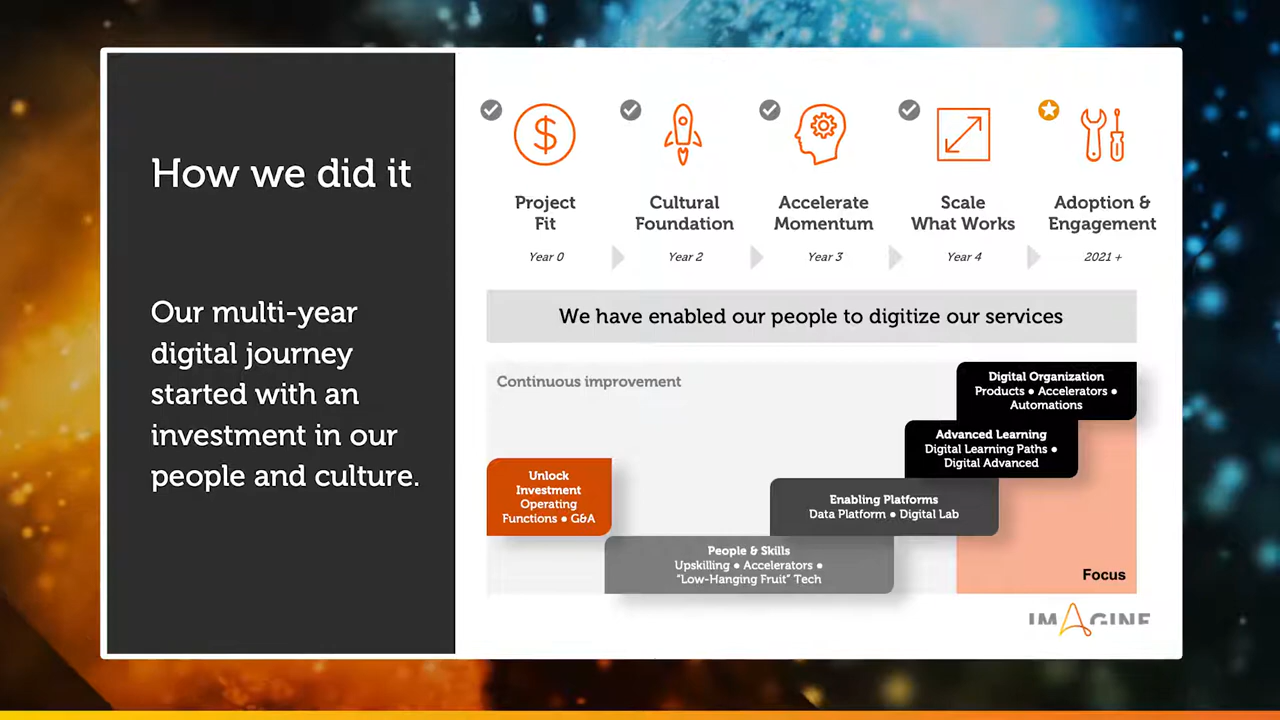 How we did it
Our multi-year
digital journey
started with an
investment in our
people and culture.
Project
Fit
Year 0
Cultural
Foundation
Year 2
Accelerate
Momentum
Year 3
Scale
What Works
Year 4
Adoption &
Engagement
2021 +
We have enabled our people to digitize our services
Continuous improvement
Digital Organization
Products ● Accelerators ●
Automations
Advanced Learning
Digital Learning Paths ●
Digital Advanced
Unlock
Investment
Operating
Functions ● G&A
Enabling Platforms
Data Platform ● Digital Lab
People & Skills
Upskilling ● Accelerators ●
"Low-Hanging Fruit" Tech
Focus
IMAGINE